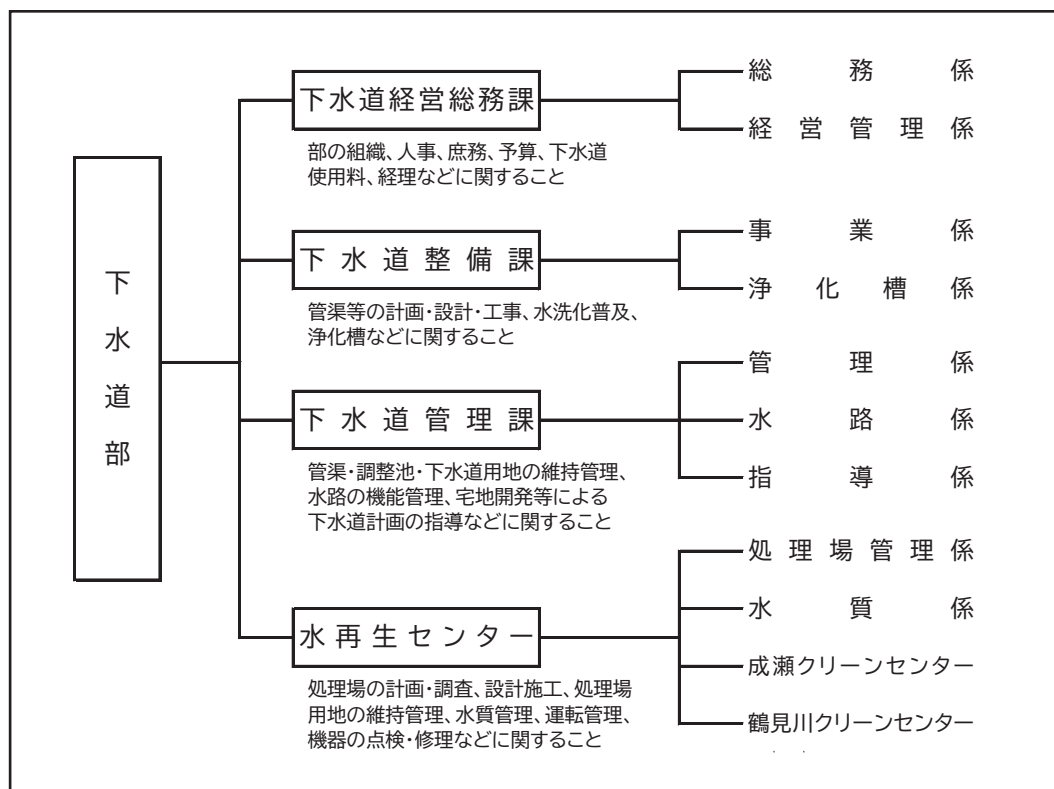 下水道部
下水道経営総務課
部の組織、人事、庶務、予算、下水道
使用料、経理などに関すること
総務係
経営管理係
下水道整備課
管渠等の計画・設計・工事、水洗化普及、
浄化槽などに関すること
事業係
浄化槽係
下水道管理課
管渠・調整池・下水道用地の維持管理、
水路の機能管理、宅地開発等による
下水道計画の指導などに関すること
管理係
水路係
指導係
水再生センター
処理場の計画・調査、設計施工、処理場
用地の維持管理、水質管理、運転管理、
機器の点検・修理などに関すること
処理場管理係
水質係
成瀬クリーンセンター
鶴見川クリーンセンター